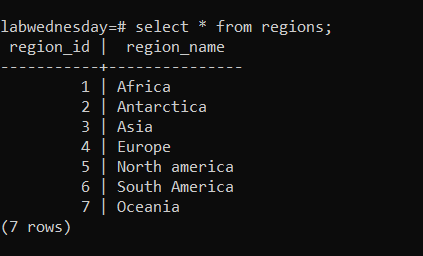 labwednesday=# select * from regions;
 region_id |  region_name
-----------+---------------
         1 | Africa
         2 | Antarctica
         3 | Asia
         4 | Europe
         5 | North america
         6 | South America
         7 | Oceania
(7 rows)